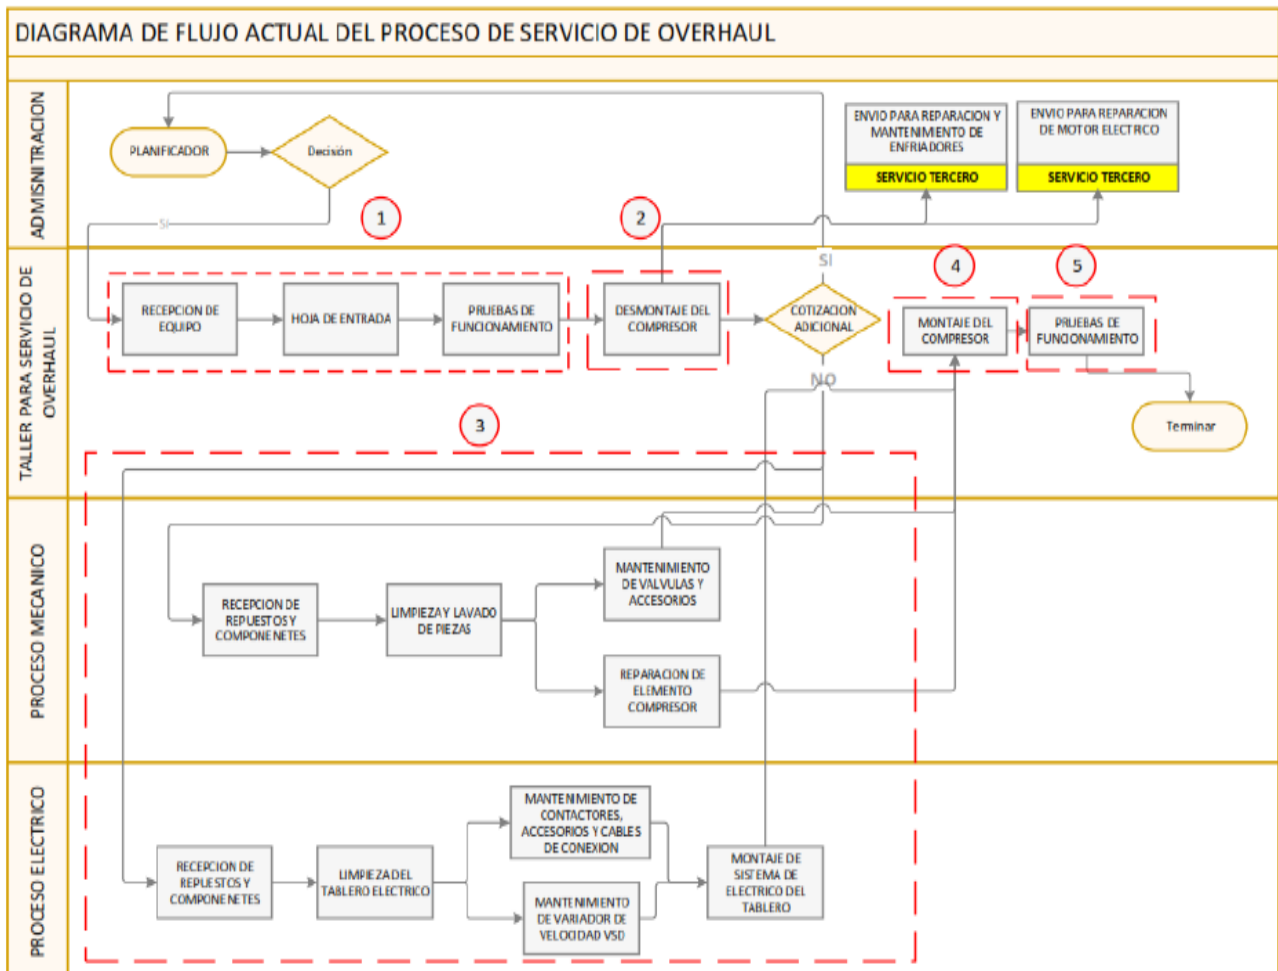 DIAGRAMA DE FLUJO ACTUAL DEL PROCESO DE SERVICIO DE OVERHAUL
ADMISNITRACION
PLANIFICADOR
Decisión
SI
1
2
ENVIO PARA REPARACION Y
MANTENIMIENTO DE
ENFRIADORES
SERVICIO TERCERO
ENVIO PARA REPARACION
DE MOTOR ELECTRICO
SERVICIO TERCERO
TALLER PARA SERVICIO DE
OVERHAUL
RECEPCION DE
EQUIPO
HOJA DE ENTRADA
PRUEBAS DE
FUNCIONAMIENTO
DESMONTAJE DEL
COMPRESOR
SI
COTIZACION
ADICIONAL
NO
4
MONTAJE DEL
COMPRESOR
5
PRUEBAS DE
FUNCIONAMIENTO
Terminar
3
PROCESO MECANICO
RECEPCION DE
REPUESTOS Y
COMPONENETES
LIMPIEZA Y LAVADO
DE PIEZAS
MANTENIMIENTO
DE VALVULAS Y
ACCESORIOS
REPARACION DE
ELEMENTO
COMPRESOR
PROCESO ELECTRICO
RECEPCION DE
REPUESTOS Y
COMPONENETES
LIMPIEZA DEL
TABLERO ELECTRICO
MANTENIMIENTO DE
CONTACTORES,
ACCESORIOS Y CABLES
DE CONEXION
MANTENIMIENTO
DE VARIADOR DE
VELOCIDAD VSD
MONTAJE DE
SISTEMA DE
ELECTRICO DEL
TABLERO